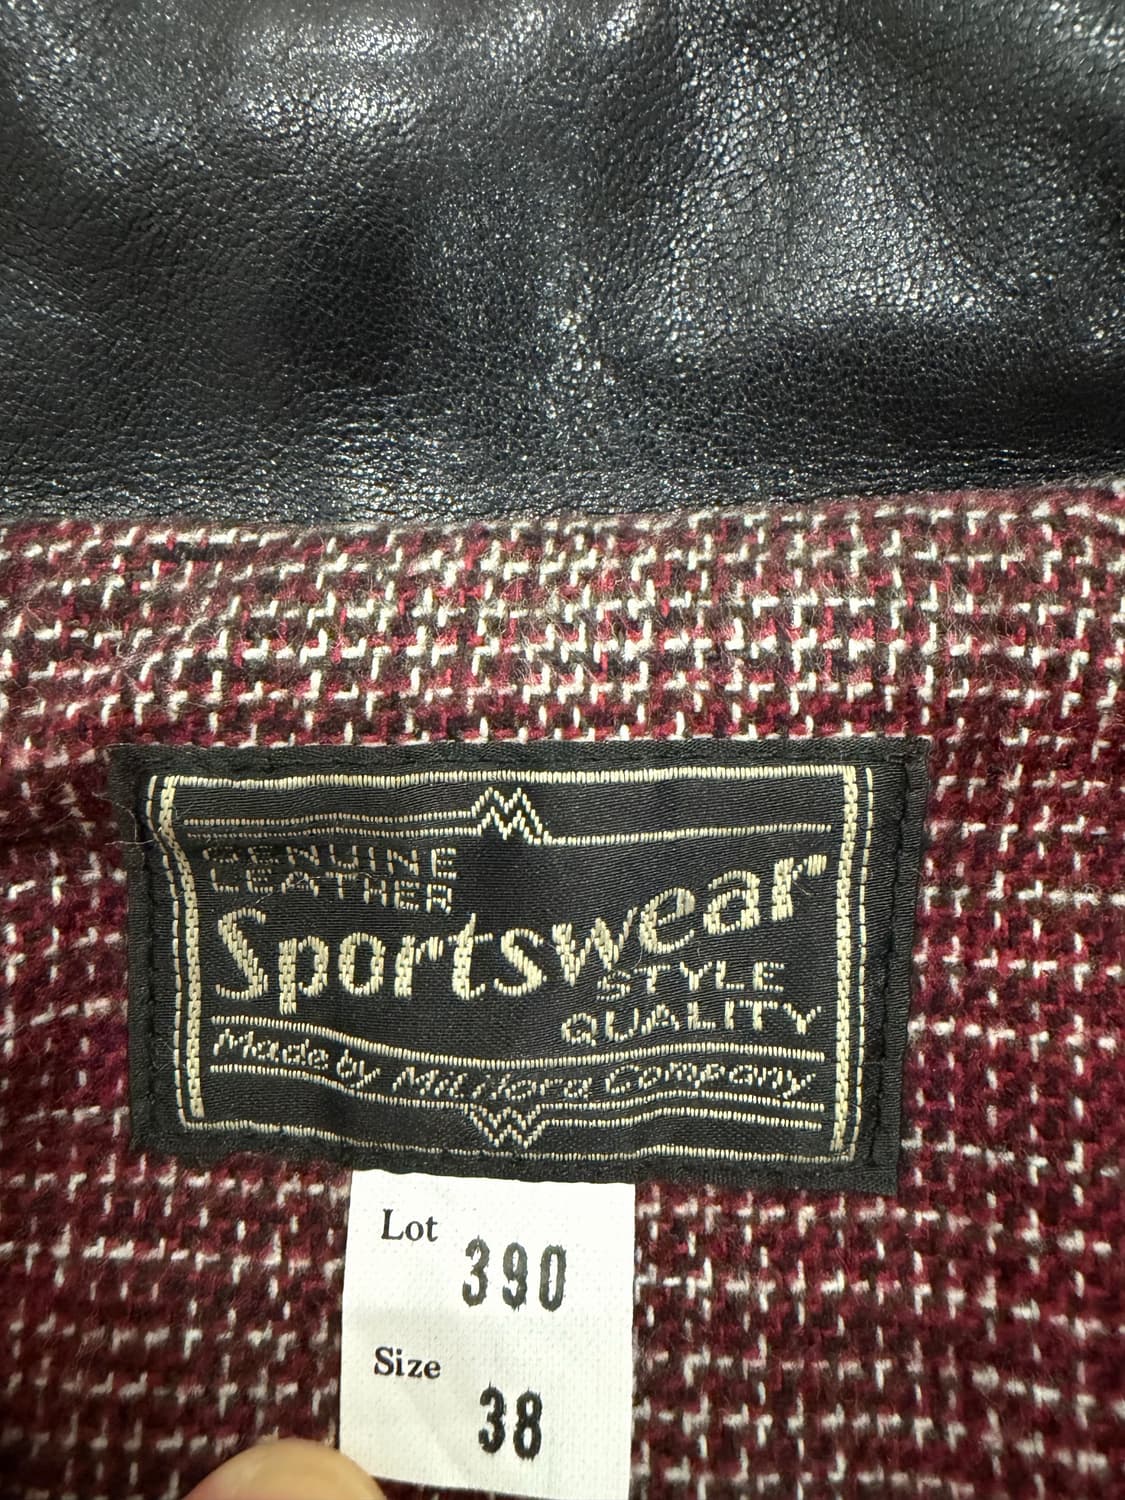 GENUINE
LEATHER
Sportswear
STYLE
QUALITY
Made by Company
Lot 390
Size 38